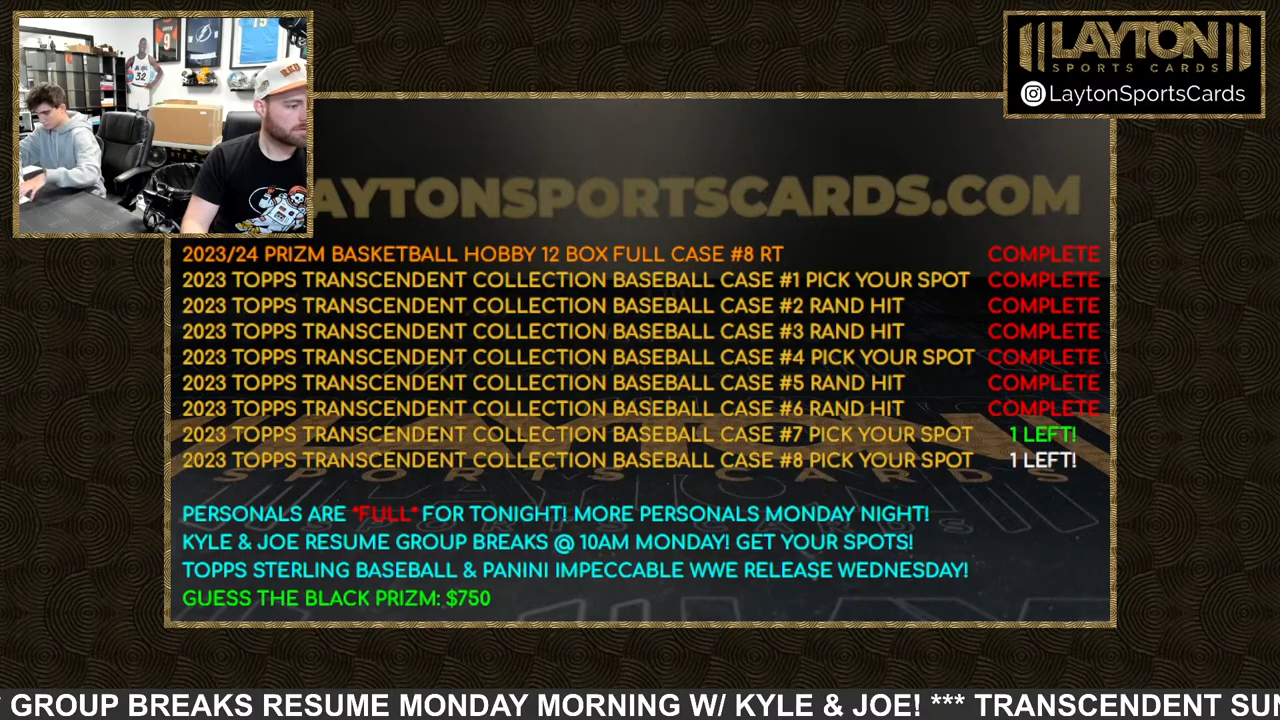 LAYTON
SPORTS CARDS
LaytonSportsCards
AYTONSPORTSCARDS.COM
2023/24 PRIZM BASKETBALL HOBBY 12 BOX FULL CASE #8 RT COMPLETE
2023 TOPPS TRANSCENDENT COLLECTION BASEBALL CASE #1 PICK YOUR SPOT COMPLETE
2023 TOPPS TRANSCENDENT COLLECTION BASEBALL CASE #2 RAND HIT COMPLETE
2023 TOPPS TRANSCENDENT COLLECTION BASEBALL CASE #3 RAND HIT COMPLETE
2023 TOPPS TRANSCENDENT COLLECTION BASEBALL CASE #4 PICK YOUR SPOT COMPLETE
2023 TOPPS TRANSCENDENT COLLECTION BASEBALL CASE #5 RAND HIT COMPLETE
2023 TOPPS TRANSCENDENT COLLECTION BASEBALL CASE #6 RAND HIT COMPLETE
2023 TOPPS TRANSCENDENT COLLECTION BASEBALL CASE #7 PICK YOUR SPOT 1 LEFT!
2023 TOPPS TRANSCENDENT COLLECTION BASEBALL CASE #8 PICK YOUR SPOT 1 LEFT!
SPORTS CARDS
PERSONALS ARE *FULL* FOR TONIGHT! MORE PERSONALS MONDAY NIGHT!
KYLE & JOE RESUME GROUP BREAKS @ 10AM MONDAY! GET YOUR SPOTS!
TOPPS STERLING BASEBALL & PANINI IMPECCABLE WWE RELEASE WEDNESDAY!
GUESS THE BLACK PRIZM: $750
GROUP BREAKS RESUME MONDAY MORNING W/ KYLE & JOE! *** TRANSCENDENT SUN